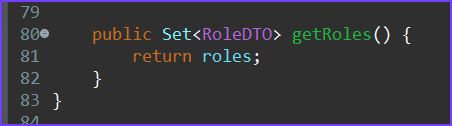 79
80 public Set<RoleDTO> getRoles() {
81 return roles;
82 }
83 }
84